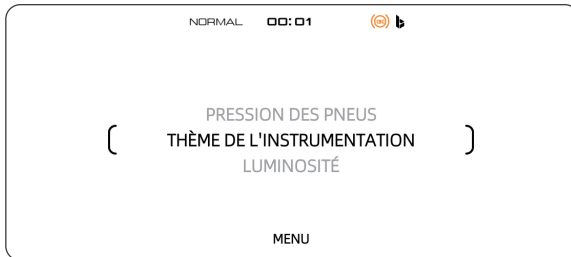 NORMAL 00:01
PRESSION DES PNEUS
THÈME DE L'INSTRUMENTATION
LUMINOSITÉ
MENU